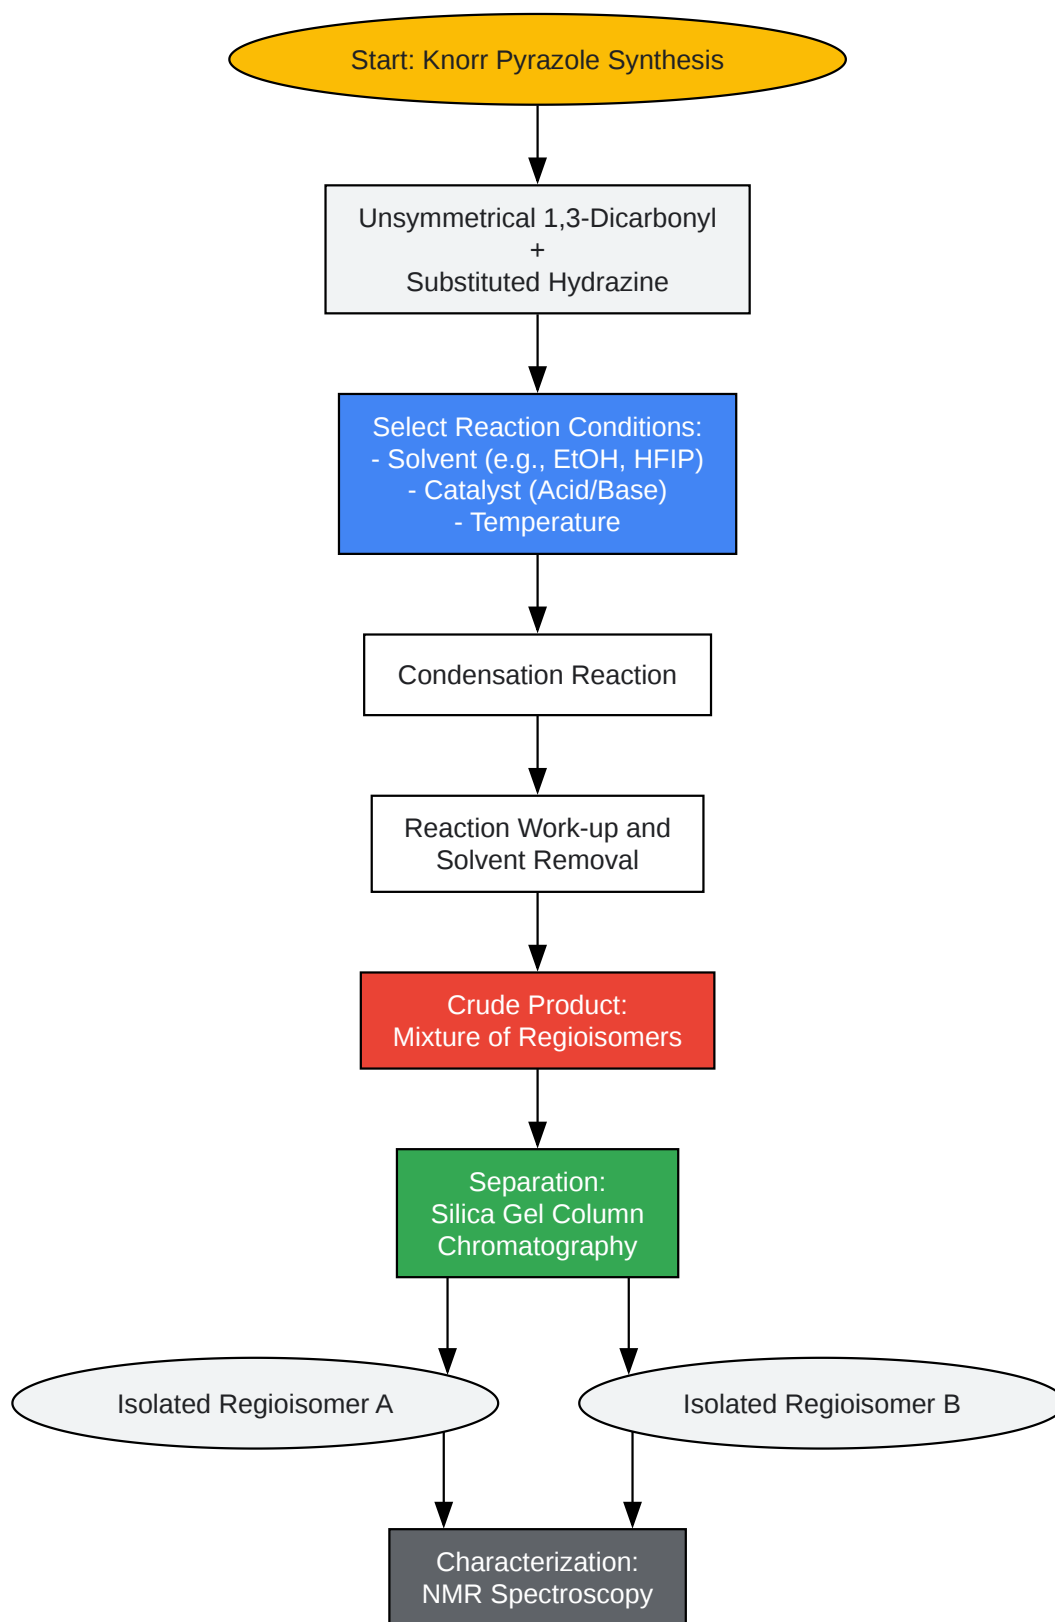 Start: Knorr Pyrazole Synthesis
Unsymmetrical 1,3-Dicarbonyl
+
Substituted Hydrazine
Select Reaction Conditions:
- Solvent (e.g., EtOH, HFIP)
- Catalyst (Acid/Base)
- Temperature
Condensation Reaction
Reaction Work-up and
Solvent Removal
Crude Product:
Mixture of Regioisomers
Separation:
Silica Gel Column
Chromatography
Isolated Regioisomer A
Isolated Regioisomer B
Characterization:
NMR Spectroscopy